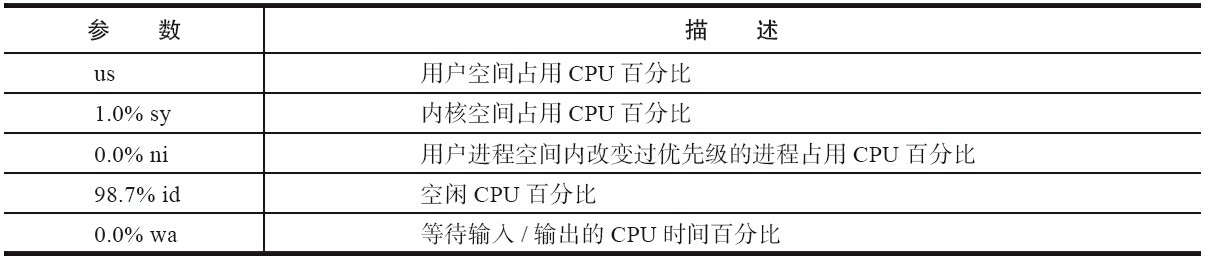 参 数 描 述
us 用户空间占用 CPU 百分比
1.0% sy 内核空间占用 CPU 百分比
0.0% ni 用户进程空间内改变过优先级的进程占用 CPU 百分比
98.7% id 空闲 CPU 百分比
0.0% wa 等待输入 / 输出的 CPU 时间百分比